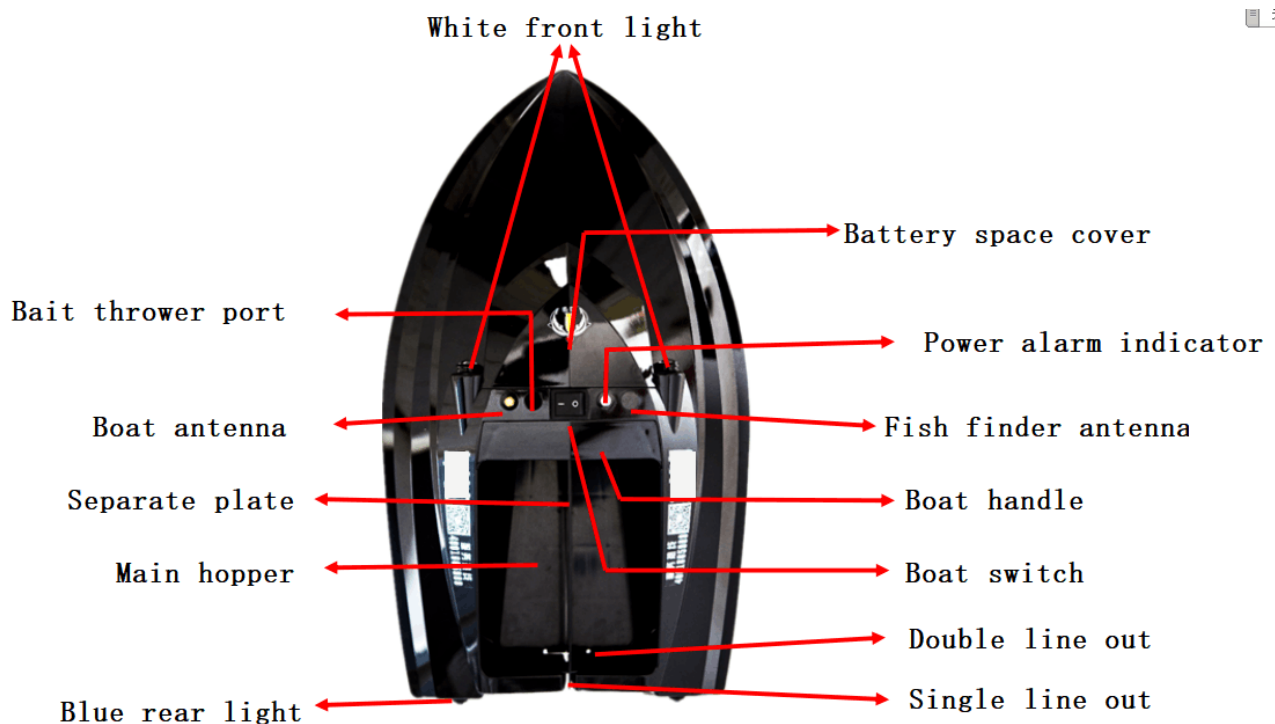 White front light
Battery space cover
Bait thrower port
Power alarm indicator
Boat antenna
Fish finder antenna
Separate plate
Boat handle
Main hopper
Boat switch
Double line out
Single line out
Blue rear light